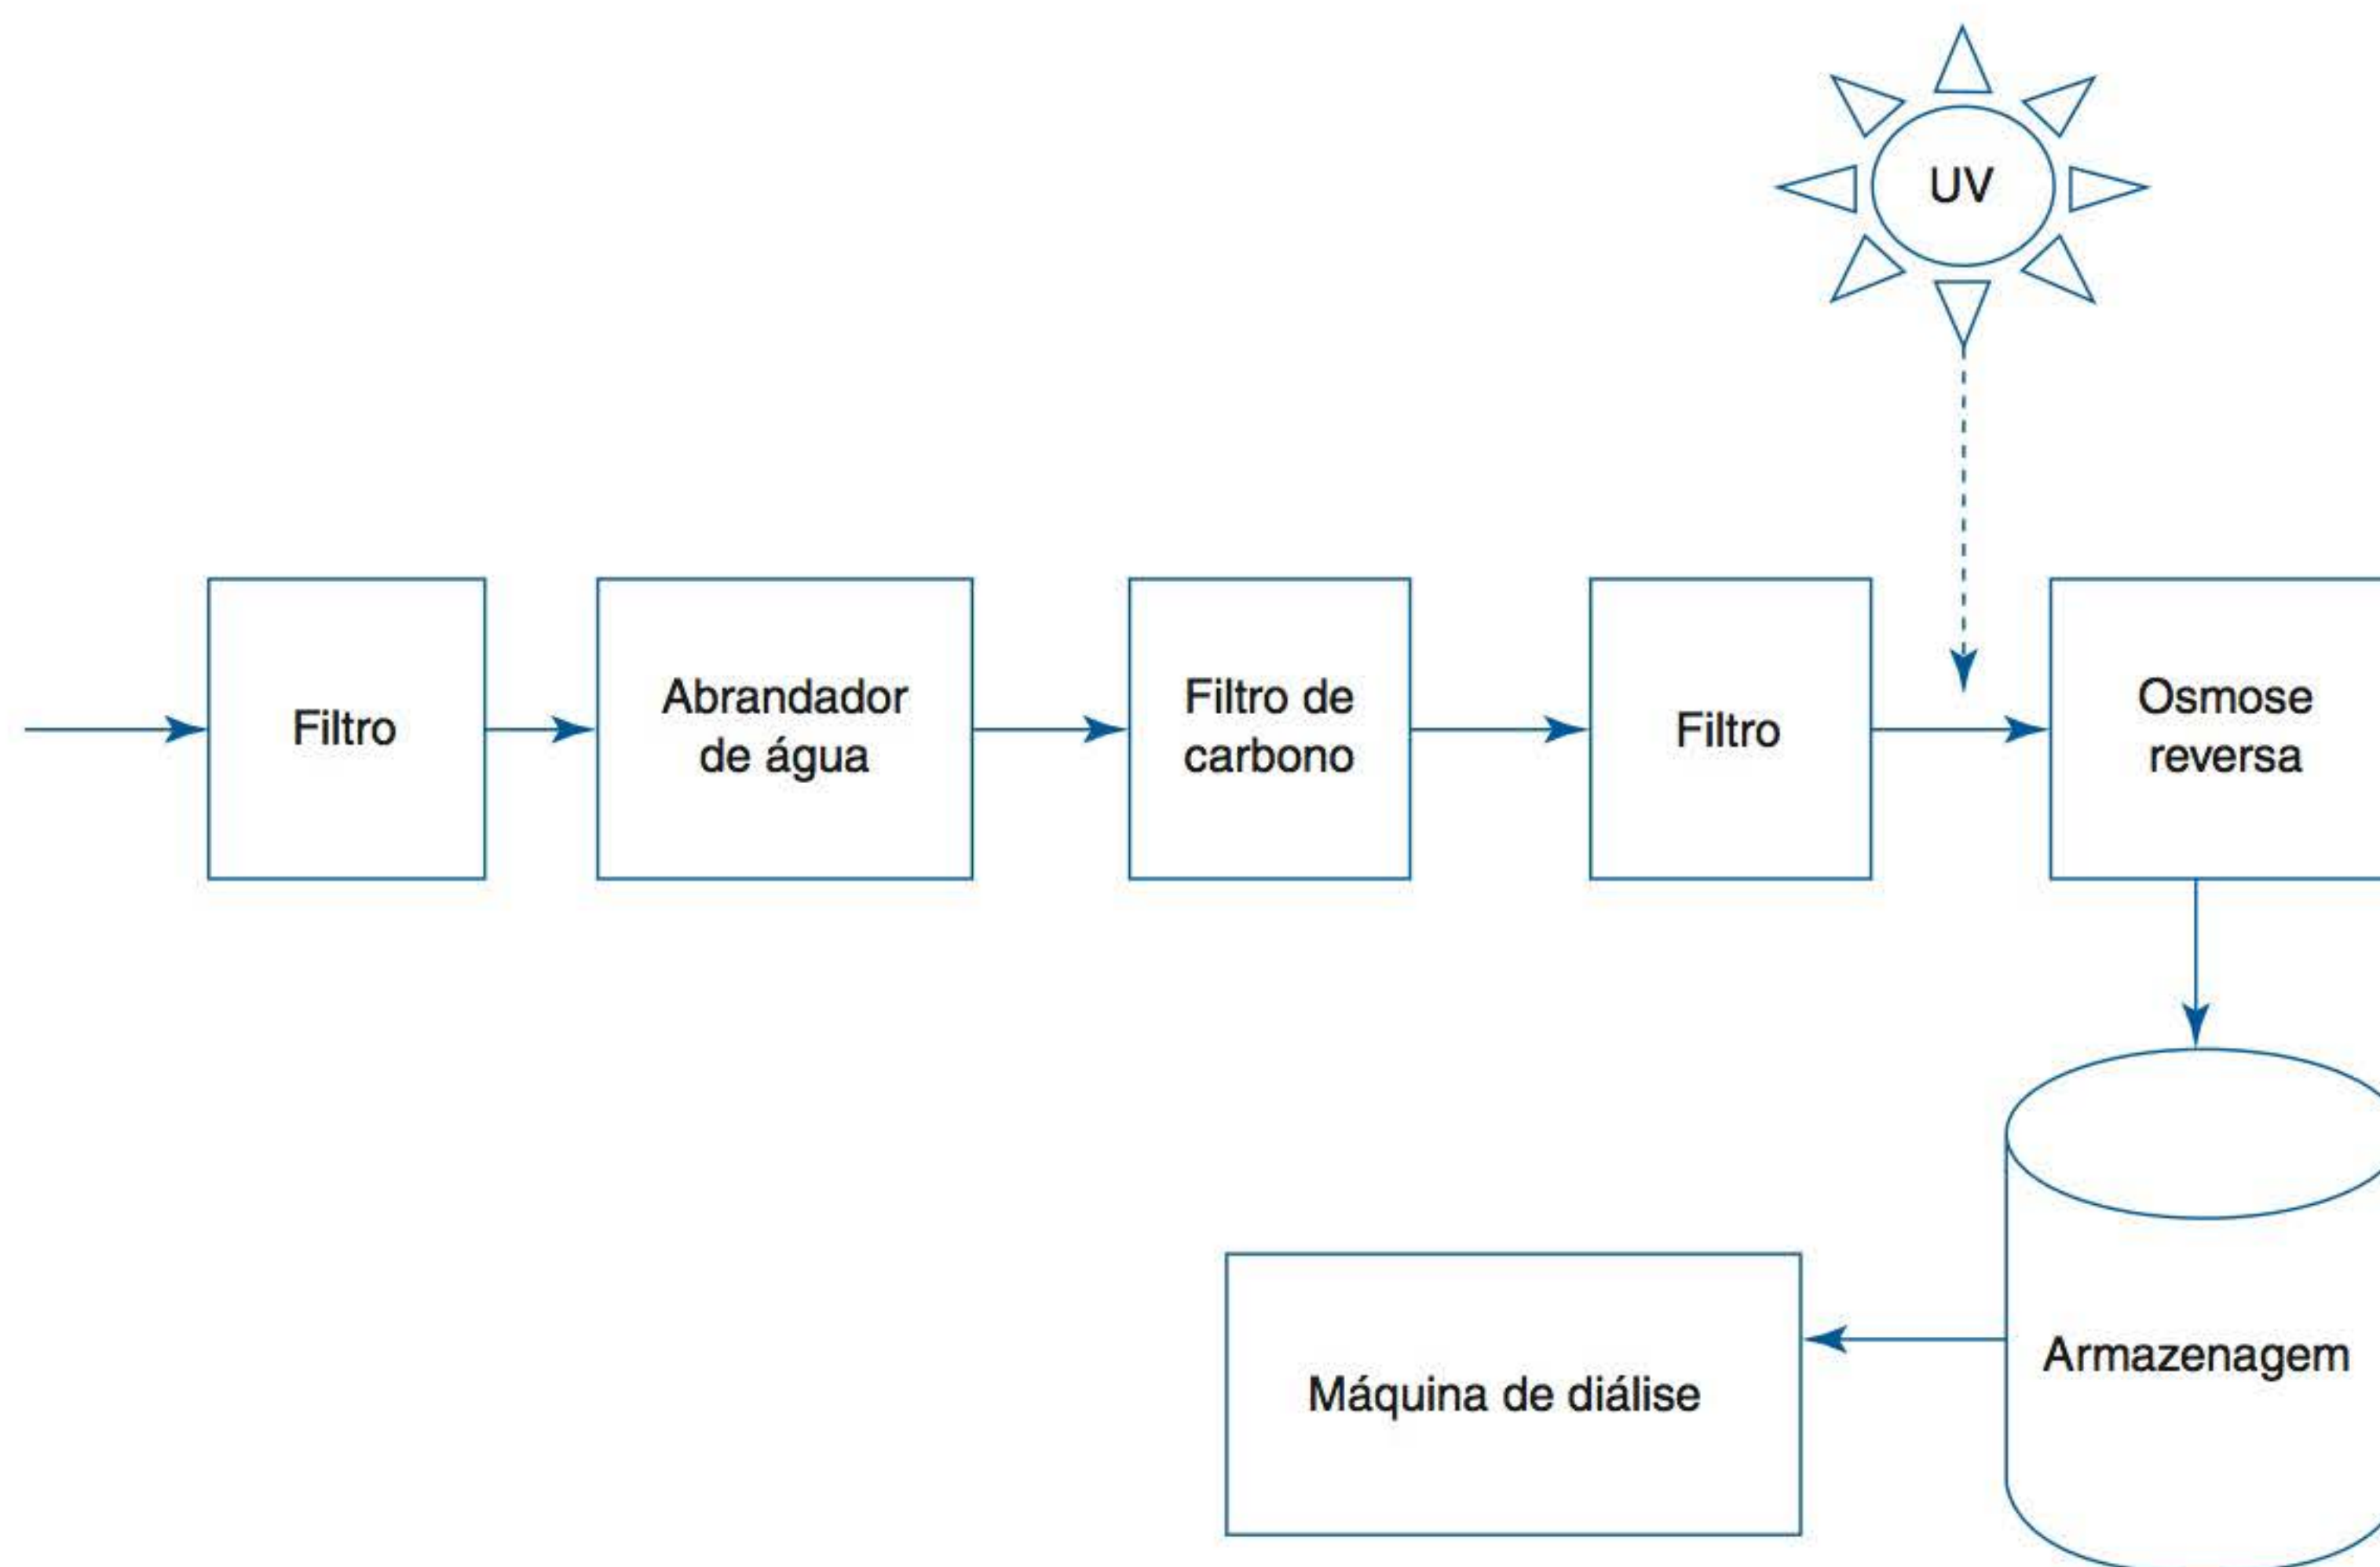 UV
Filtro
Abrandador
de água
Filtro de
carbono
Filtro
Osmose
reversa
Armazenagem
Máquina de diálise